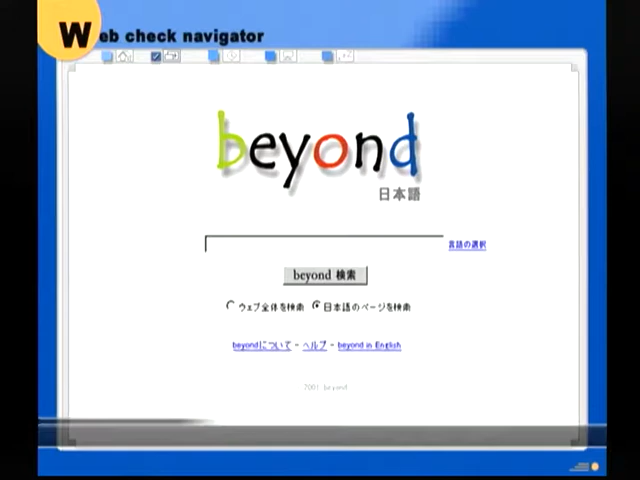 Web check navigator
beyond
日本語
言語の選択
beyond 検索
ウェブ全体を検索 日本語のページを検索
beyondについて - ヘルプ - beyond in English
2001 beyond